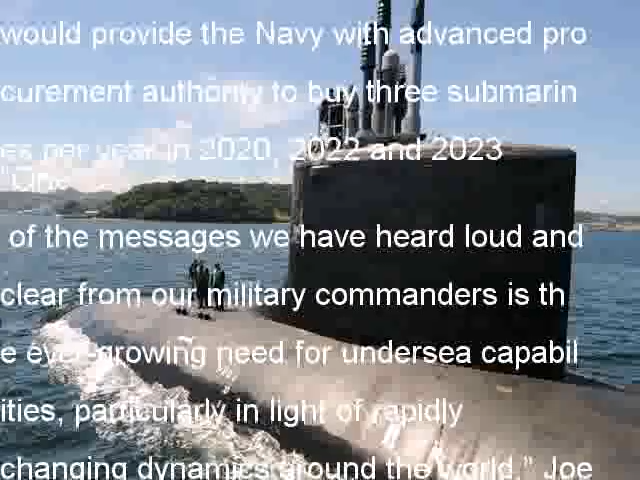 would provide the Navy with advanced pro
curement authority to buy three submarin
es per year in 2020, 2022 and 2023
of the messages we have heard loud and
clear from our military commanders is th
e ever-growing need for undersea capabil
ities, particularly in light of rapidly
changing dynamics around the world," Joe